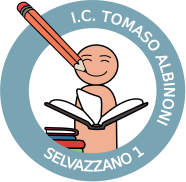 I.C. TOMASO ALBINONI
SELVAZZANO 1